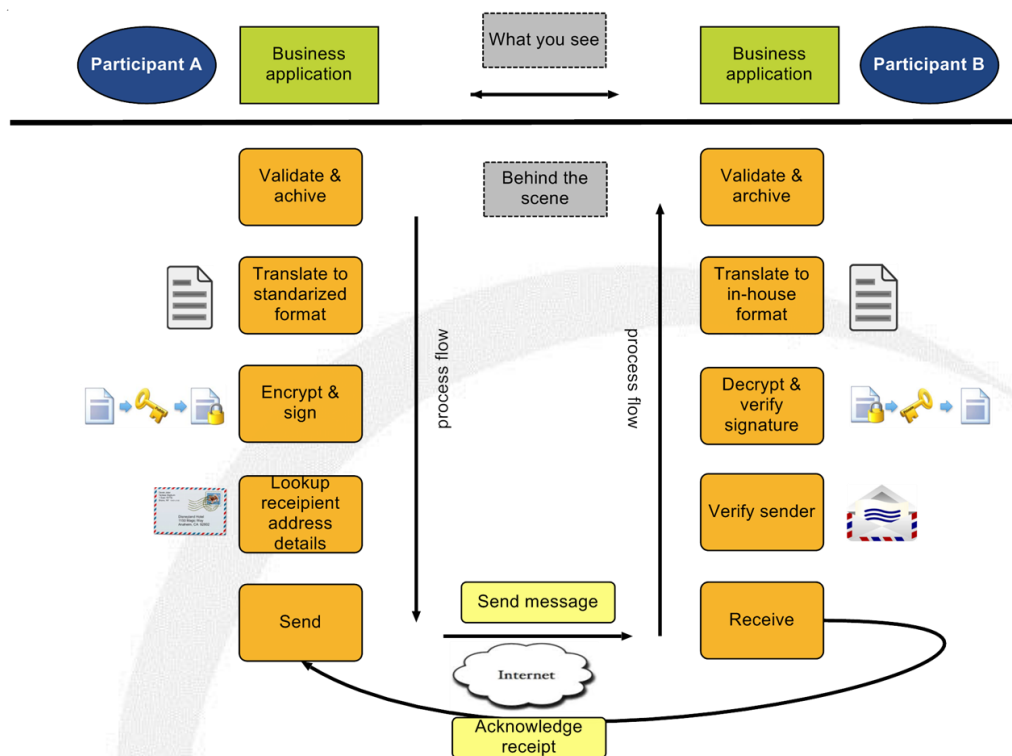 Participant A
Business
application
What you see
Business
application
Participant B
Validate &
achive
Behind the
scene
Validate &
archive
Translate to
standarized
format
Translate to
in-house
format
process flow
process flow
Encrypt &
sign
Decrypt &
verify
signature
Lookup
receipient
address
details
Verify sender
Send
Send message
Receive
Internet
Acknowledge
receipt